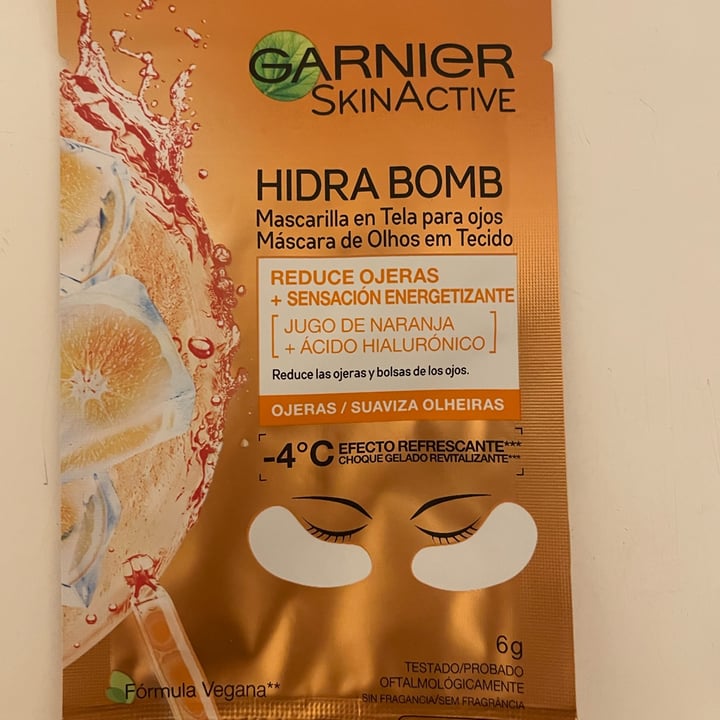 GARNIER
SKINACTIVE
HIDRA BOMB
Mascarilla en Tela para ojos
Máscara de Olhos em Tecido
REDUCE OJERAS
+ SENSACIÓN ENERGETIZANTE
[ JUGO DE NARANJA
+ ÁCIDO HIALURÓNICO ]
Reduce las ojeras y bolsas de los ojos.
OJERAS / SUAVIZA OLHEIRAS
-4°C EFECTO REFRESCANTE***
CHOQUE GELADO REVITALIZANTE***
6g
TESTADO/PROBADO
OFTALMOLÓGICAMENTE
SIN FRAGANCIA/SEM FRAGRÂNCIA
Fórmula Vegana**